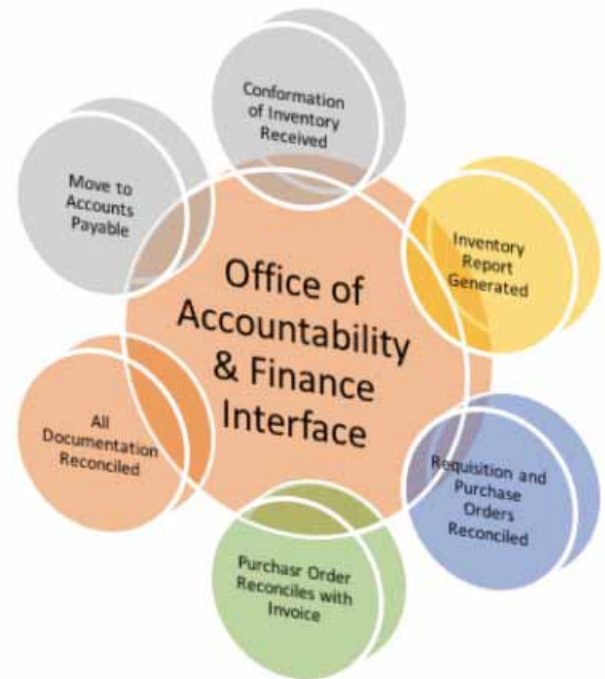 Conformation
of Inventory
Received
Inventory
Report
Generated
Requisition and
Purchase
Orders
Reconciled
Purchasr Order
Reconciles with
Invoice
All
Documentation
Reconciled
Move to
Accounts
Payable
Office of
Accountability
& Finance
Interface